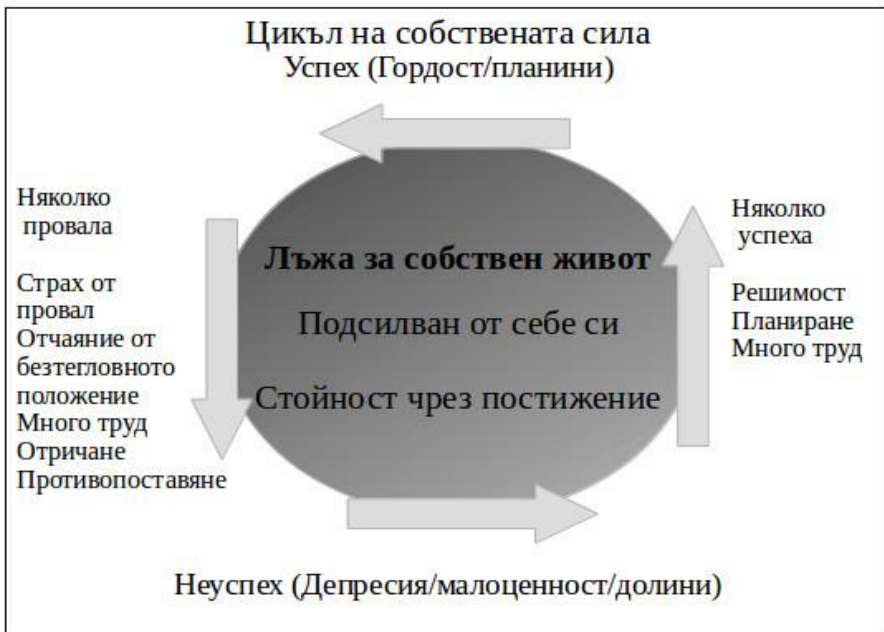 Цикъл на собствената сила
Успех (Гордост/планини)
Няколко
провала
Страх от
провал
Отчаяние от
безтегловното
положение
Много труд
Отричане
Противопоставяне
Лъжа за собствен живот
Подсилван от себе си
Стойност чрез постижение
Няколко
успеха
Решимост
Планиране
Много труд
Неуспех (Депресия/малоценност/долини)